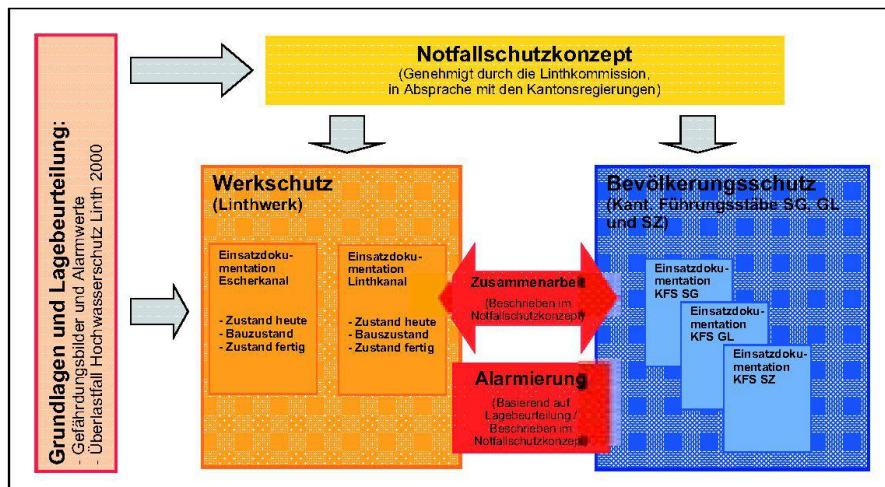 Grundlagen und Lagebeurteilung:
- Gefährdungsbilder und Alarmwerte
- Überlastfall Hochwasserschutz Linth 2000
Notfallschutzkonzept
(Genehmigt durch die Linthkommission,
in Absprache mit den Kantonsregierungen)
Werkschutz
(Linthwerk)
Einsatzdoku-
mentation
Escherkanal
- Zustand heute
- Bauzustand
- Zustand fertig
Einsatzdoku-
mentation
Linthkanal
- Zustand heute
- Bauszustand
- Zustand fertig
Zusammenarbeit
(Beschrieben im
Notfallschutzkonzept)
Alarmierung
(Basierend auf
Lagebeurteilung /
Beschrieben im
Notfallschutzkonzept)
Bevölkerungsschutz
(Kant. Führungsstäbe SG, GL
und SZ)
Einsatzdoku-
mentation
KFS SG
Einsatzdoku-
mentation
KFS GL
Einsatzdoku-
mentation
KFS SZ